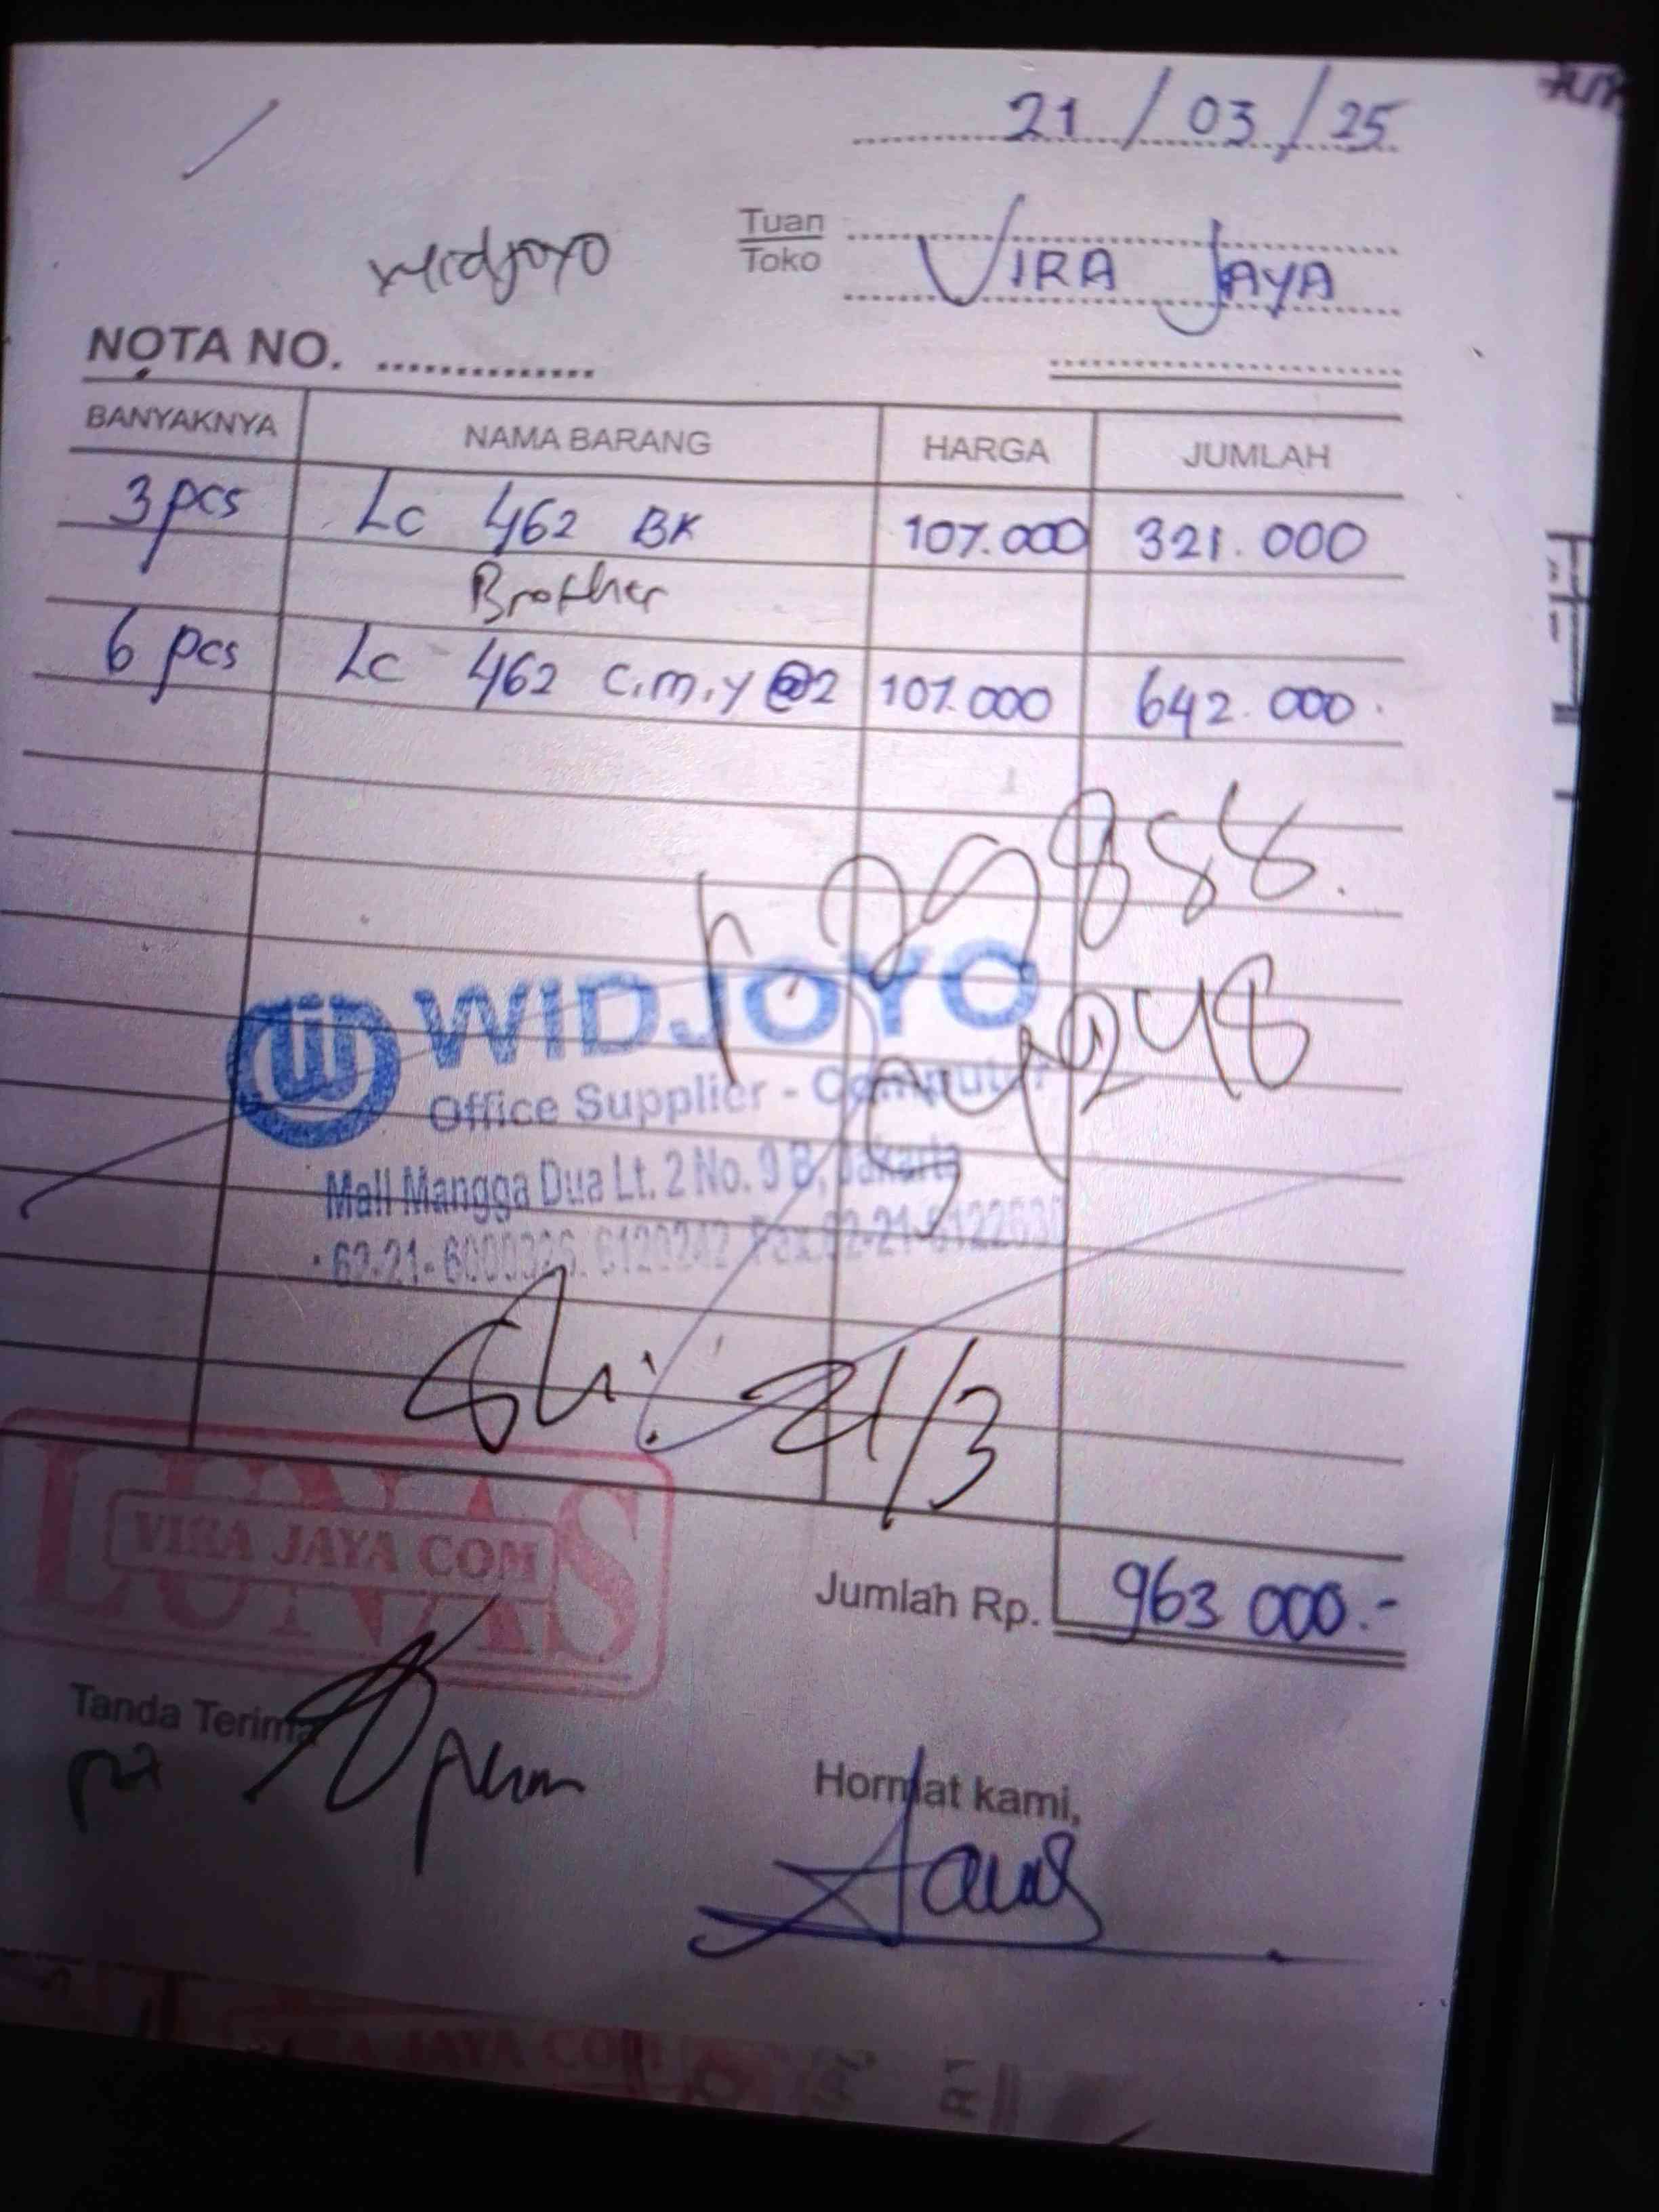 21 / 03 / 25
Widjoyo
Tuan
Toko
VIRA JAYA
NOTA NO.
BANYAKNYA NAMA BARANG HARGA JUMLAH
3 pcs Lc 462 BK 107.000 321.000
Brother
6 pcs Lc 462 C.M.Y @2 107.000 642.000
WIDJOYO
Office Supplier - Computer
Mall Mangga Dua Lt. 2 No. 9 B, Jakarta
21/3
LUNAS
VIRA JAYA COM
Jumlah Rp. 963 000.-
Tanda Terima
Hormat kami,